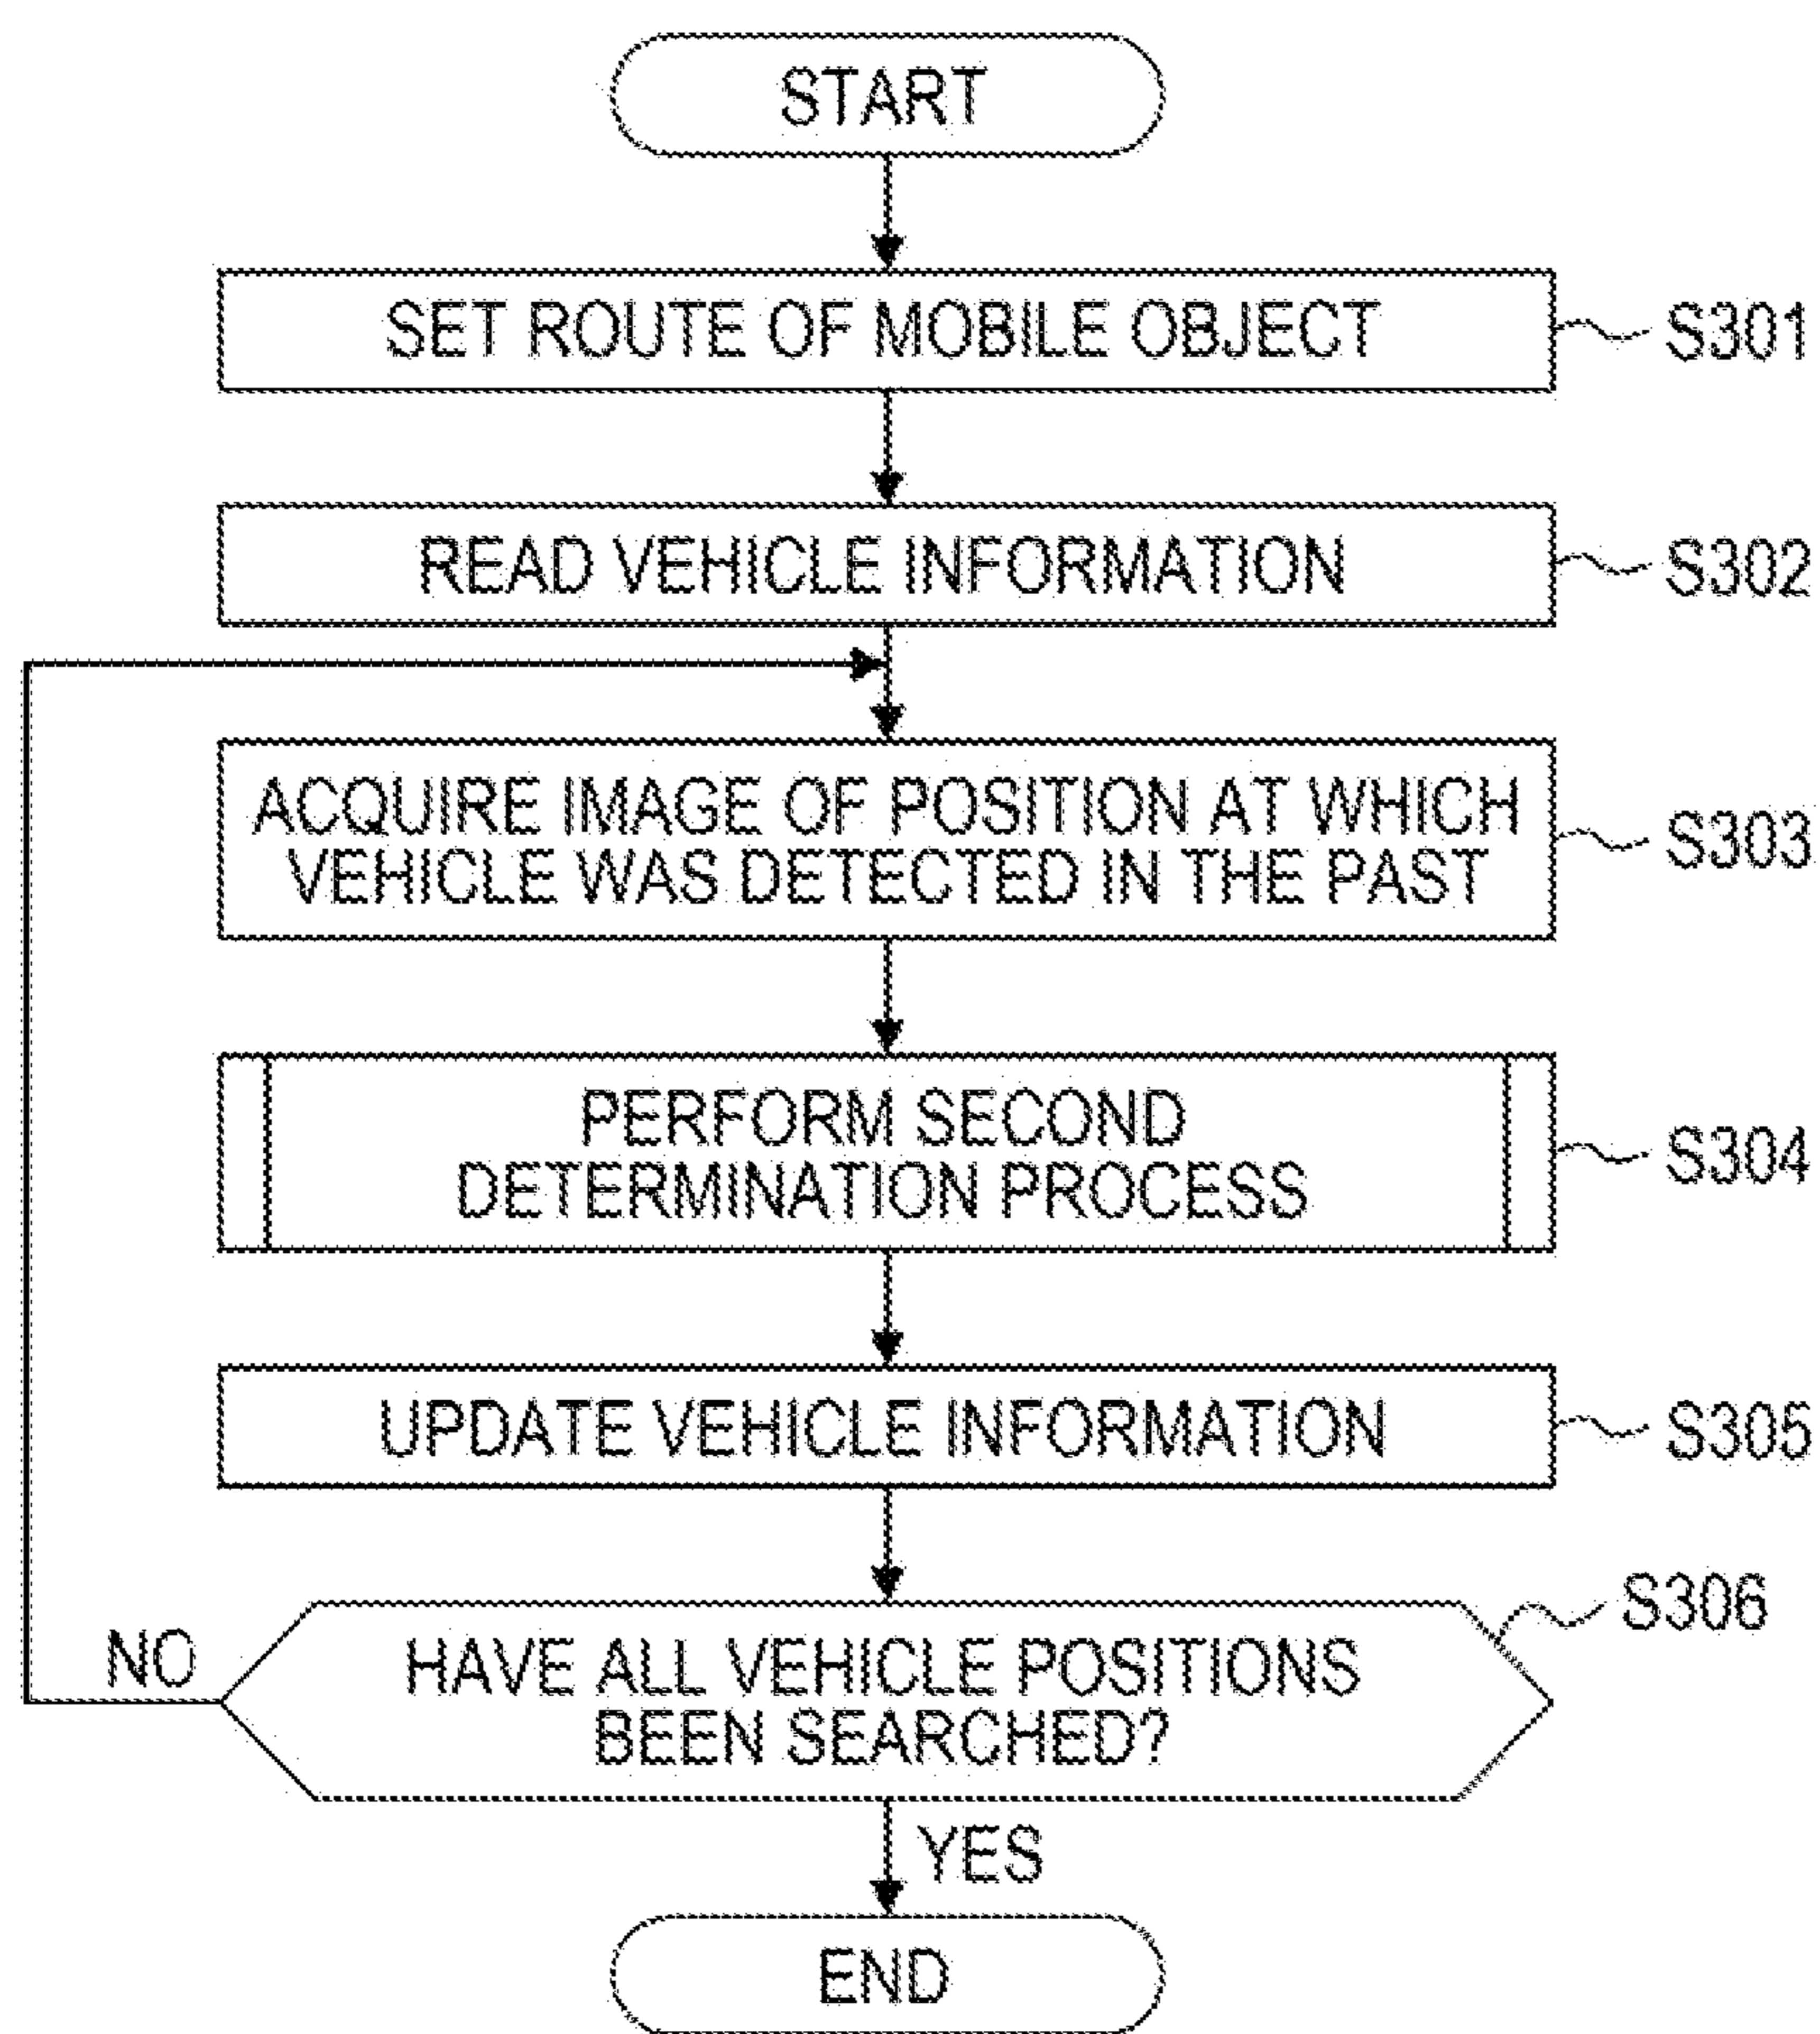 START
SET ROUTE OF MOBILE OBJECT
S301
READ VEHICLE INFORMATION
S302
ACQUIRE IMAGE OF POSITION AT WHICH
VEHICLE WAS DETECTED IN THE PAST
S303
PERFORM SECOND
DETERMINATION PROCESS
S304
UPDATE VEHICLE INFORMATION
S305
S306
NO
HAVE ALL VEHICLE POSITIONS
BEEN SEARCHED?
YES
END